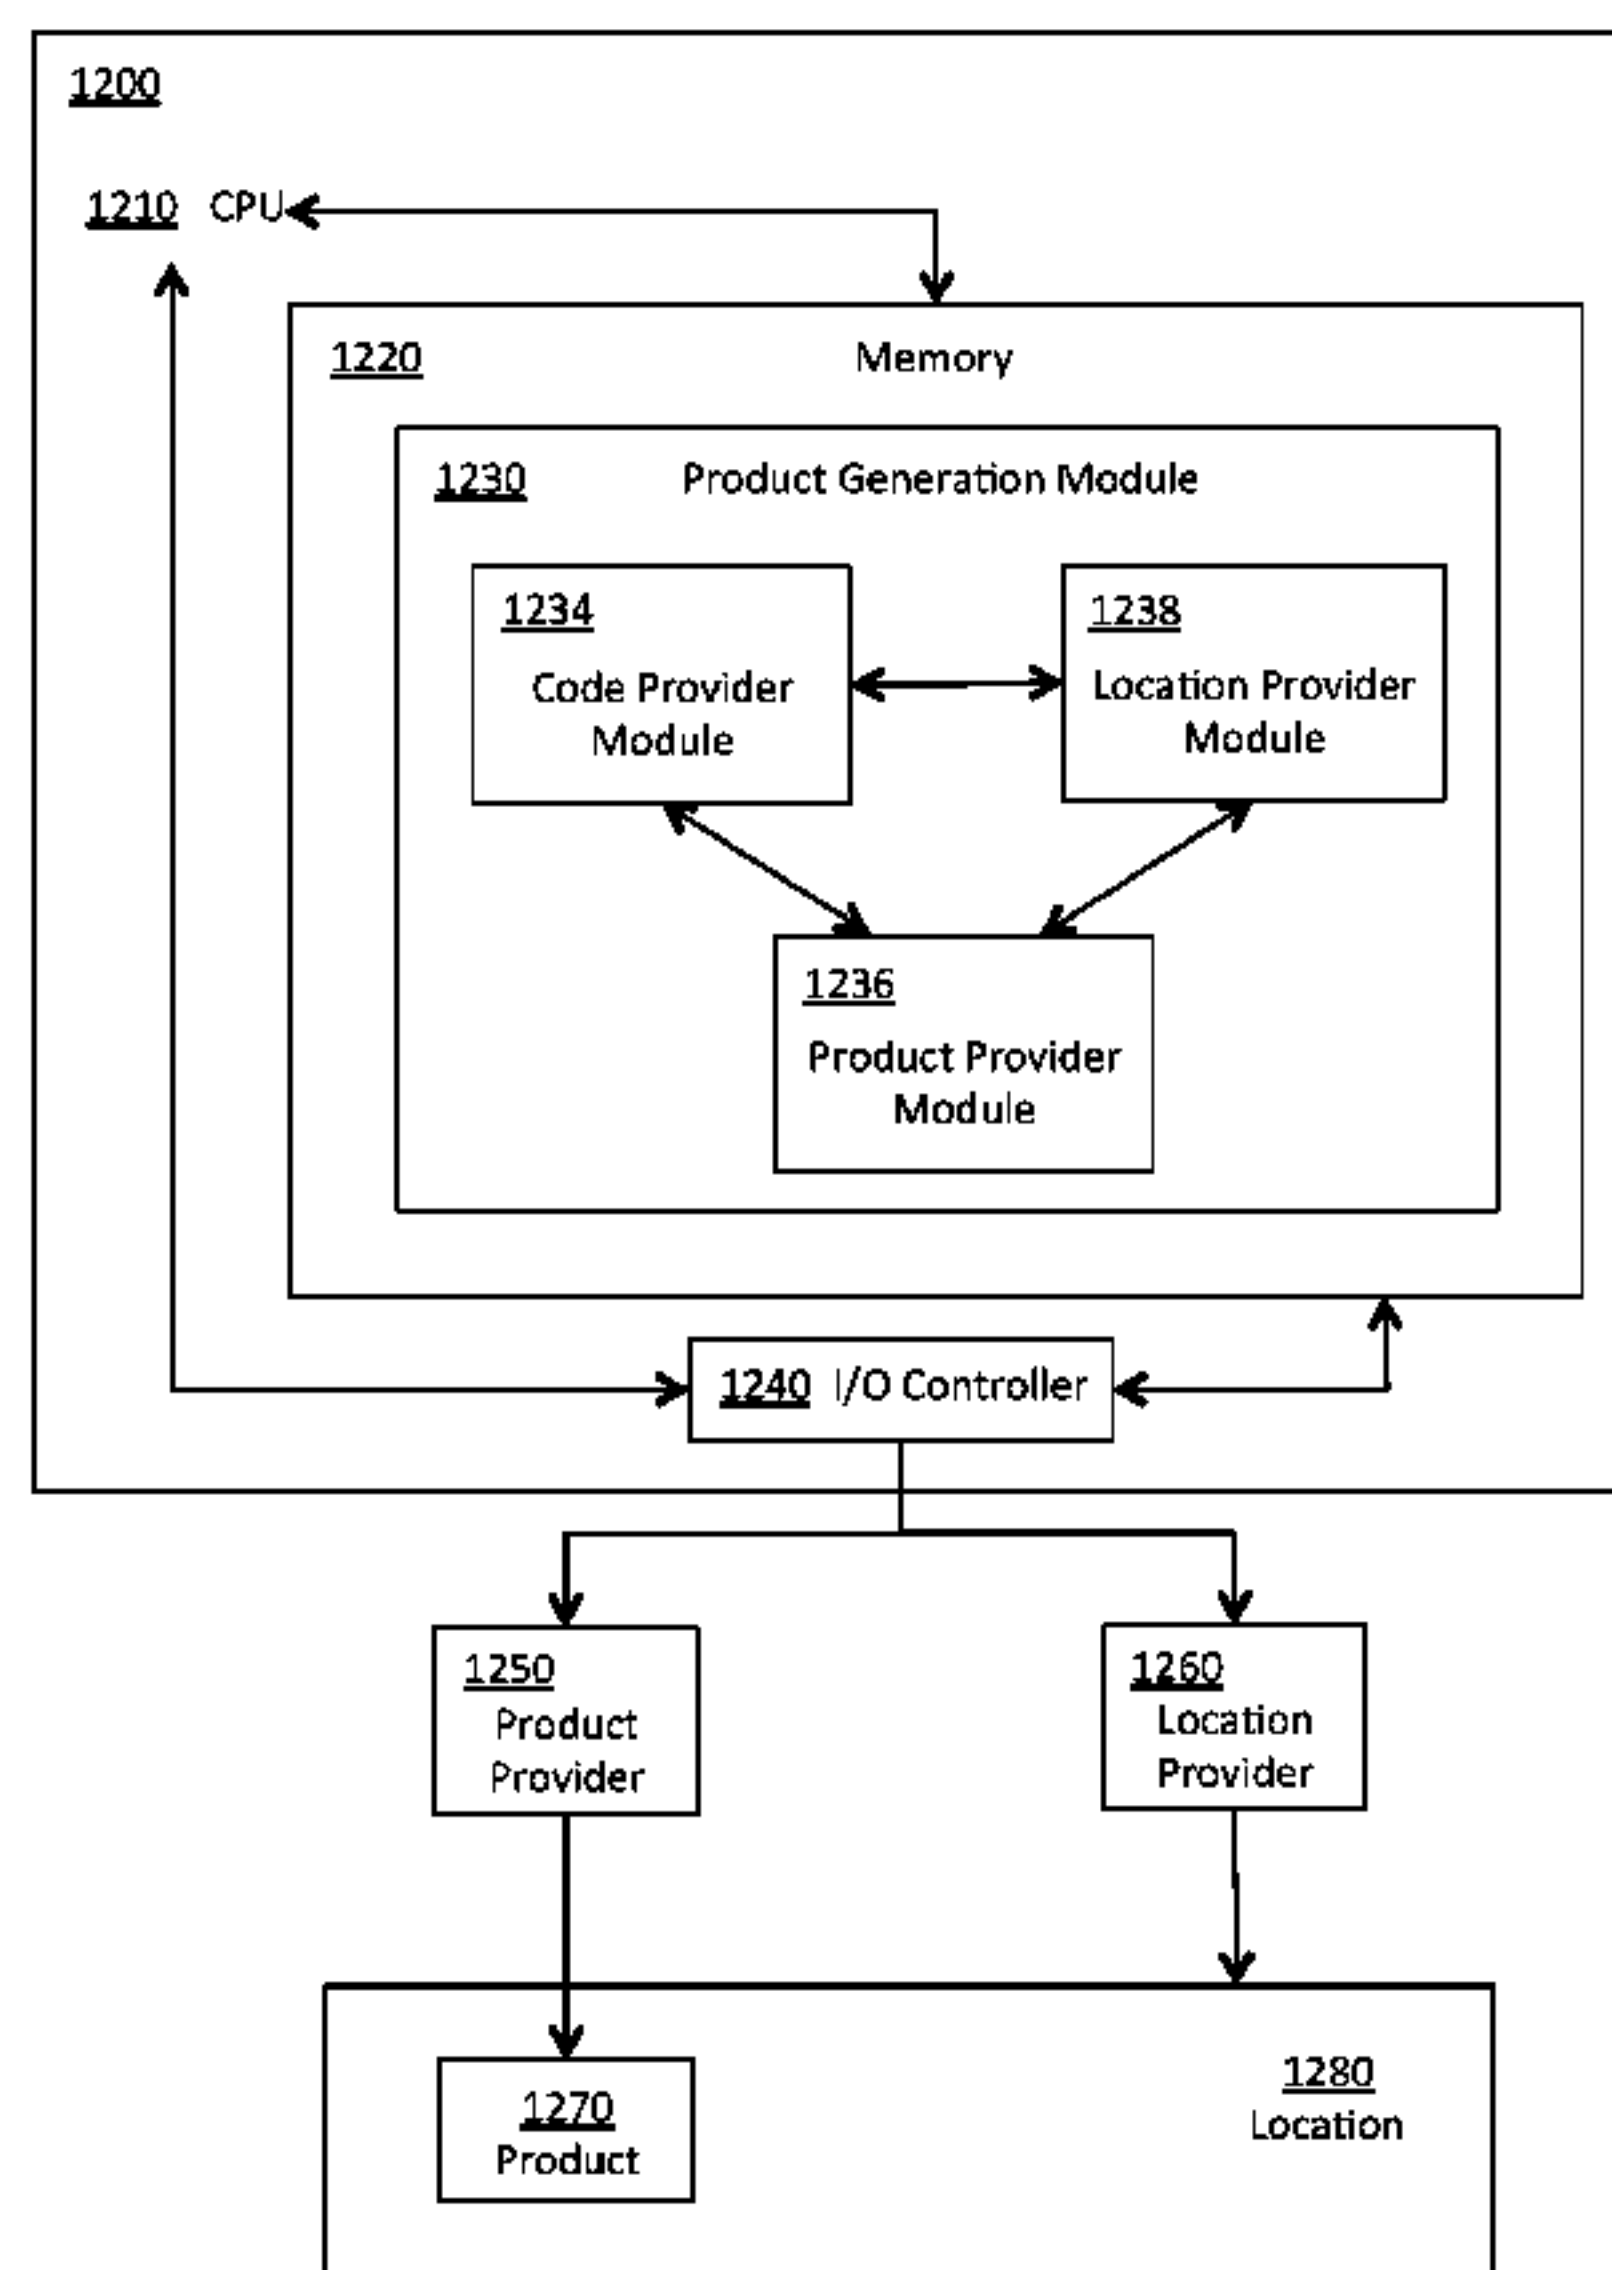 1200
1210 CPU
1220 Memory
1230 Product Generation Module
1234
Code Provider
Module
1238
Location Provider
Module
1236
Product Provider
Module
1240 I/O Controller
1250
Product
Provider
1260
Location
Provider
1270
Product
1280
Location